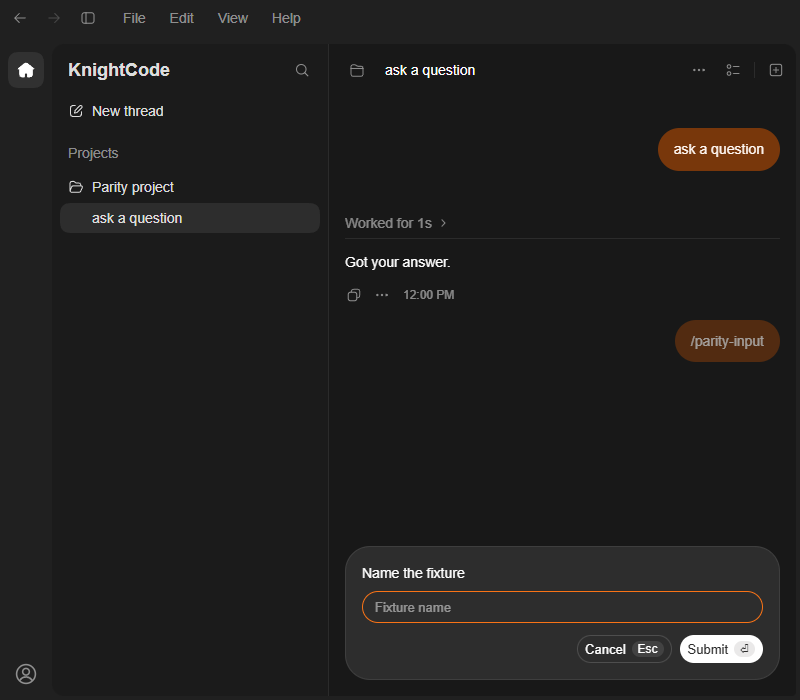 File Edit View Help
KnightCode
New thread
Projects
Parity project
ask a question
ask a question
ask a question
Worked for 1s
Got your answer.
12:00 PM
/parity-input
Name the fixture
Fixture name
Cancel Esc
Submit